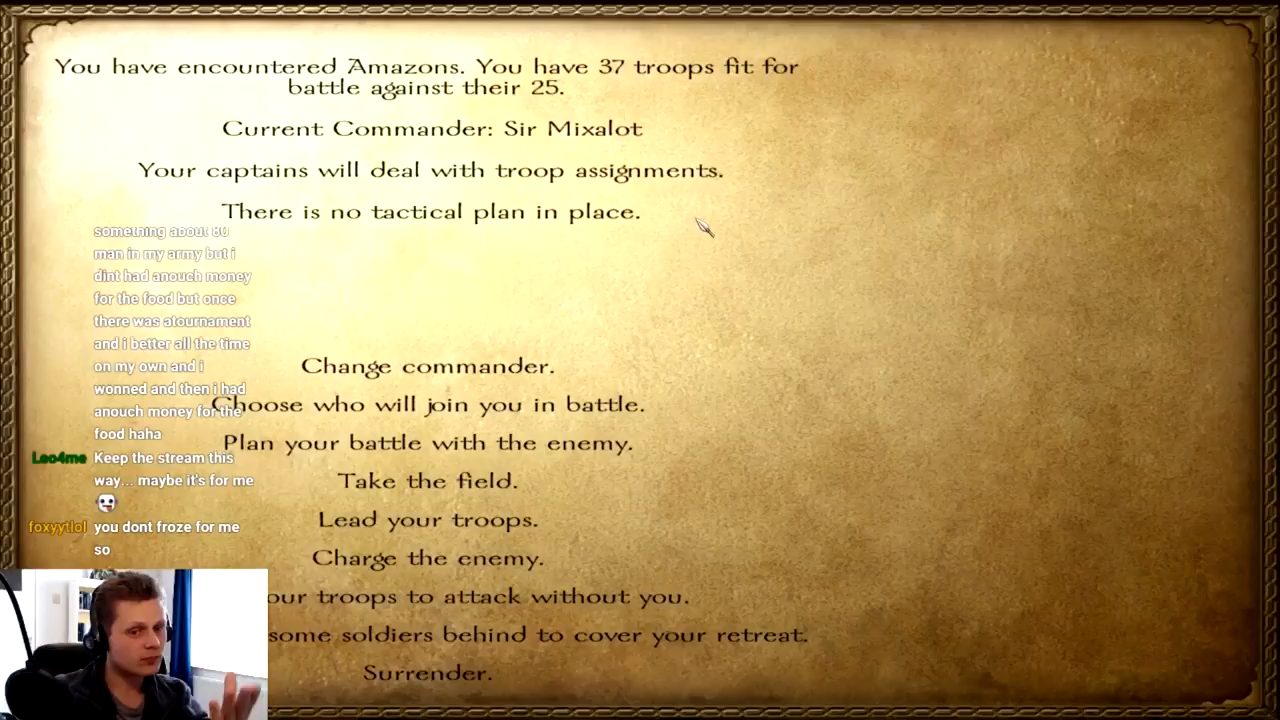 You have encountered Amazons. You have 37 troops fit for
battle against their 25.
Current Commander: Sir Mixalot
Your captains will deal with troop assignments.
There is no tactical plan in place.
something about 80
man in my army but i
dint had anouch money
for the food but once
there was atournament
and i better all the time
on my own and i
wonned and then i had
anouch money for the
food haha
Leo4me Keep the stream this
way... maybe it's for me
foxyytlol you dont froze for me
so
Change commander.
Choose who will join you in battle.
Plan your battle with the enemy.
Take the field.
Lead your troops.
Charge the enemy.
our troops to attack without you.
some soldiers behind to cover your retreat.
Surrender.